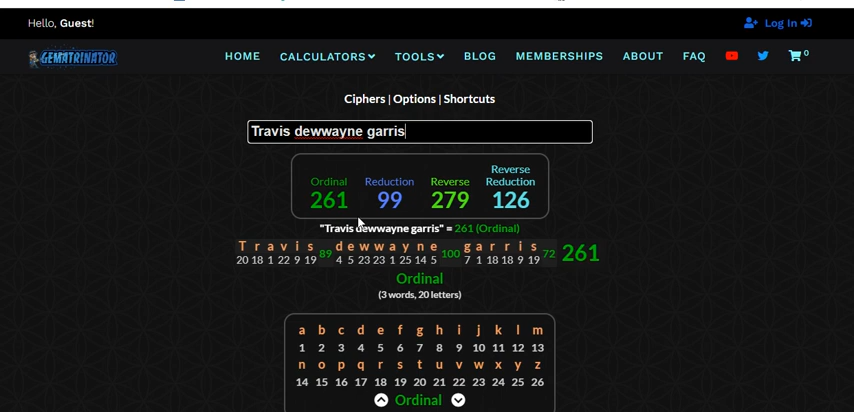 Hello, Guest!
Log In
GEMATRINATOR
HOME CALCULATORS TOOLS BLOG MEMBERSHIPS ABOUT FAQ 0
Ciphers | Options | Shortcuts
Travis dewwayne garris
Ordinal Reduction Reverse Reverse Reduction
261 99 279 126
"Travis dewwayne garris" = 261 (Ordinal)
T r a v i s d e w w a y n e g a r r i s
20 18 1 22 9 19 89 4 5 23 23 1 25 14 5 100 7 1 18 18 9 19 72 261
Ordinal
(3 words, 20 letters)
a b c d e f g h i j k l m
1 2 3 4 5 6 7 8 9 10 11 12 13
n o p q r s t u v w x y z
14 15 16 17 18 19 20 21 22 23 24 25 26
Ordinal